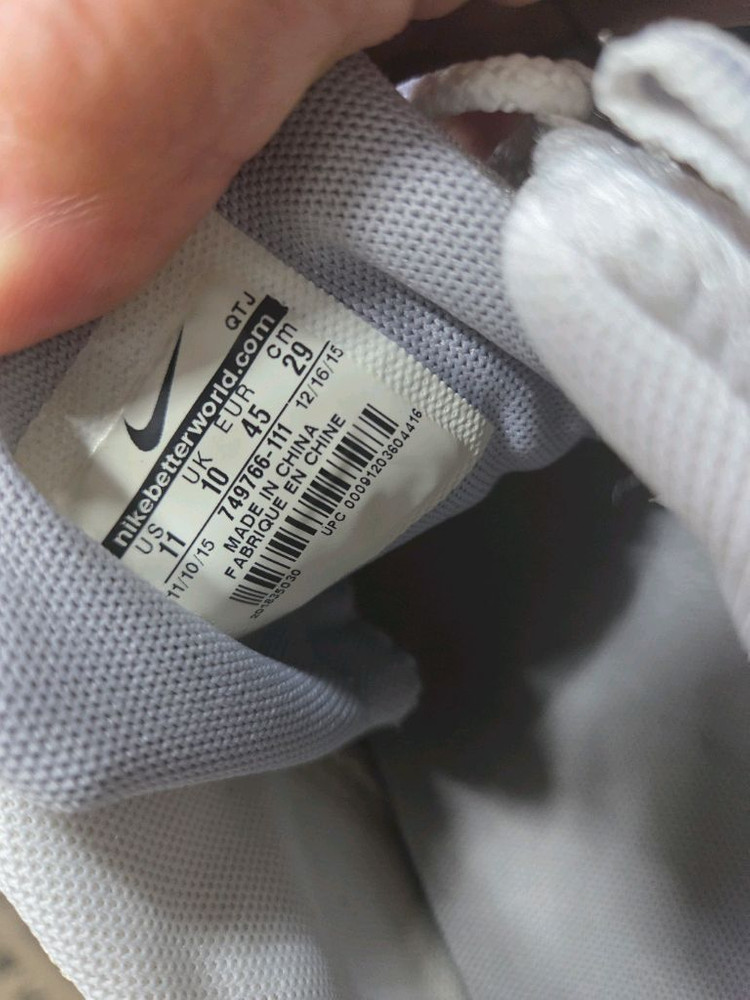 QTJ
nikebetterworld.com
US UK EUR cm
11 10 45 29
11/10/15 749766-111 12/16/15
MADE IN CHINA
FABRIQUE EN CHINE
UPC 00091203604416